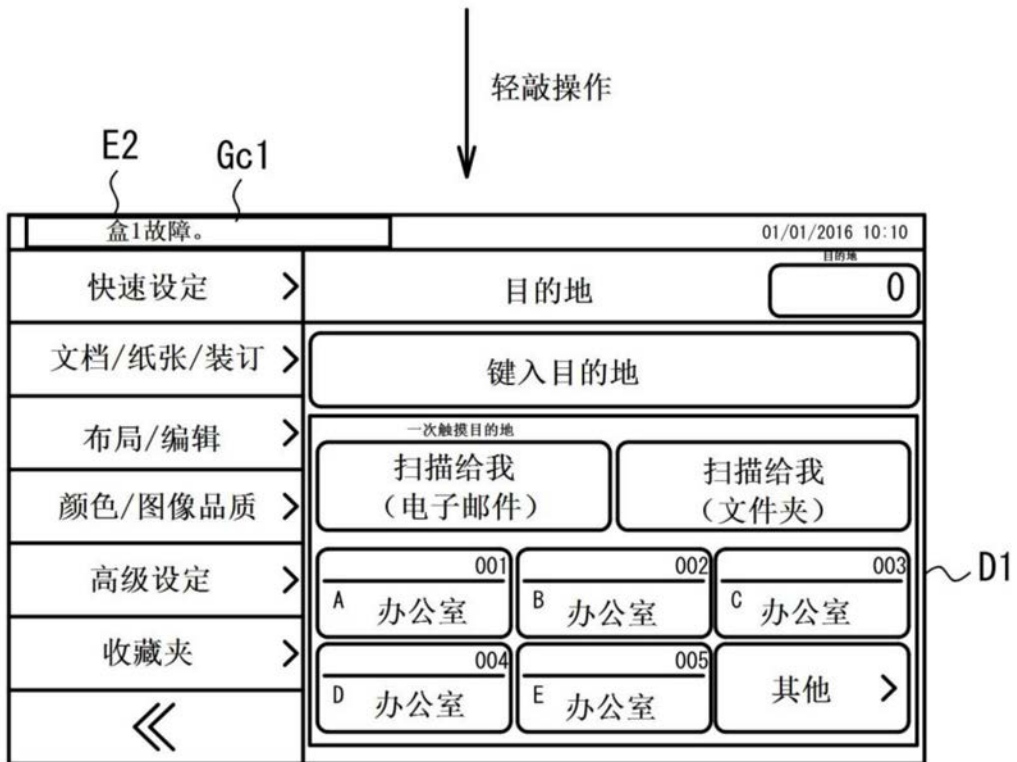 轻敲操作
E2
Gc1
盒1故障。
01/01/2016 10:10
快速设定
目的地
目的地
0
文档/纸张/装订
键入目的地
布局/编辑
一次触摸目的地
扫描给我
(电子邮件)
扫描给我
(文件夹)
颜色/图像品质
高级设定
001
A 办公室
002
B 办公室
003
C 办公室
D1
收藏夹
004
D 办公室
005
E 办公室
其他